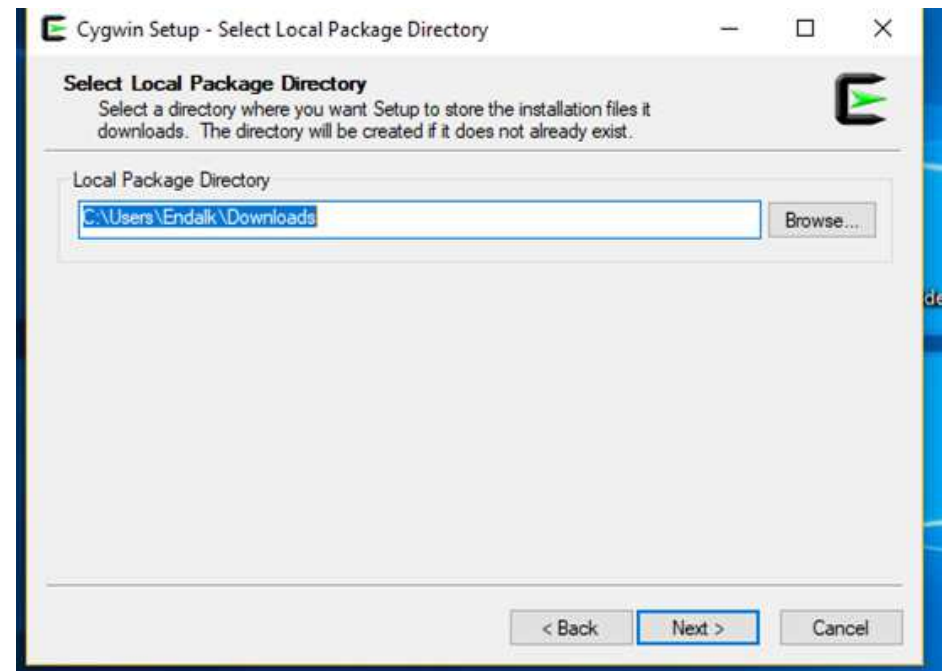 Cygwin Setup - Select Local Package Directory
Select Local Package Directory
Select a directory where you want Setup to store the installation files it
downloads. The directory will be created if it does not already exist.
Local Package Directory
C:\Users\Endalk\Downloads
Browse...
de
< Back
Next >
Cancel